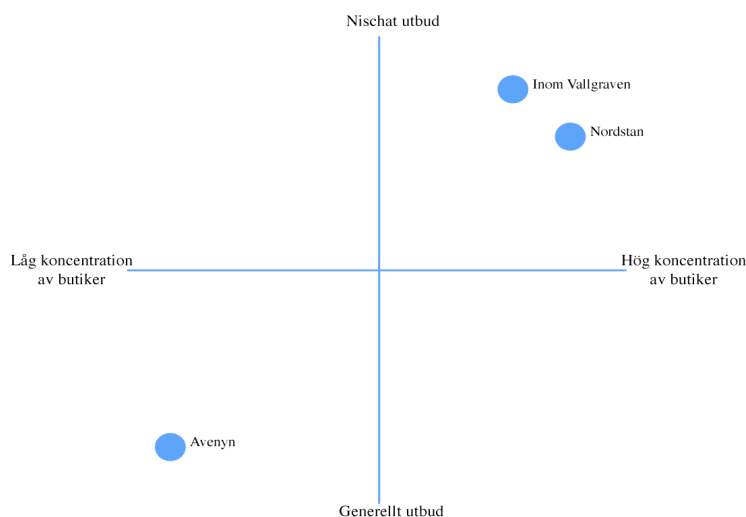 Nischat utbud
Inom Vallgraven
Nordstan
Låg koncentration
av butiker
Hög koncentration
av butiker
Avenyn
Generellt utbud